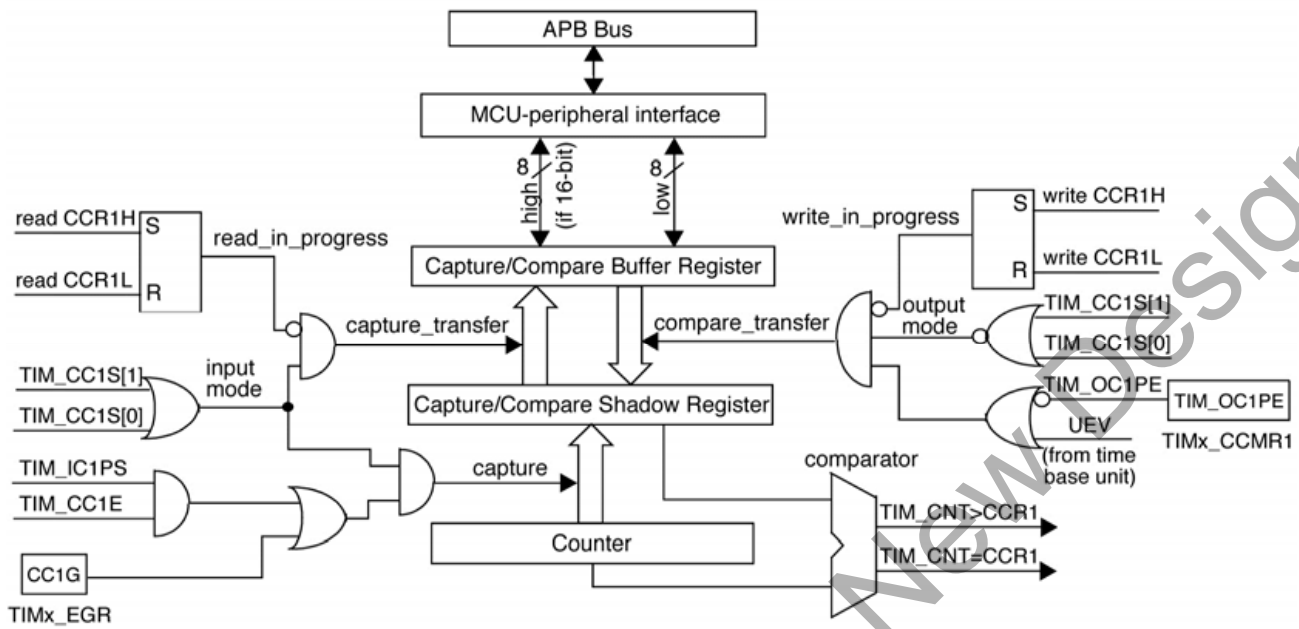 APB Bus
MCU-peripheral interface
8
high
(if 16-bit)
8
low
read CCR1H
S
read_in_progress
read CCR1L
R
write_in_progress
S
write CCR1H
R
write CCR1L
Capture/Compare Buffer Register
capture_transfer
compare_transfer
output
mode
TIM_CC1S[1]
TIM_CC1S[0]
TIM_CC1S[1]
input
mode
TIM_CC1S[0]
Capture/Compare Shadow Register
TIM_OC1PE
TIM_OC1PE
UEV
TIMx_CCMR1
(from time
base unit)
TIM_IC1PS
TIM_CC1E
capture
comparator
Counter
TIM_CNT>CCR1
TIM_CNT=CCR1
CC1G
TIMx_EGR
New Design